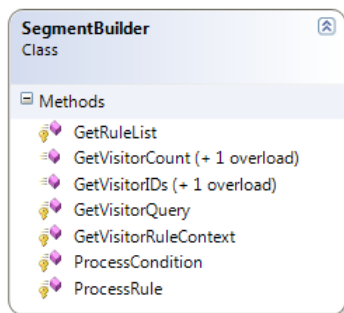 SegmentBuilder
Class
Methods
GetRuleList
GetVisitorCount (+ 1 overload)
GetVisitorIDs (+ 1 overload)
GetVisitorQuery
GetVisitorRuleContext
ProcessCondition
ProcessRule